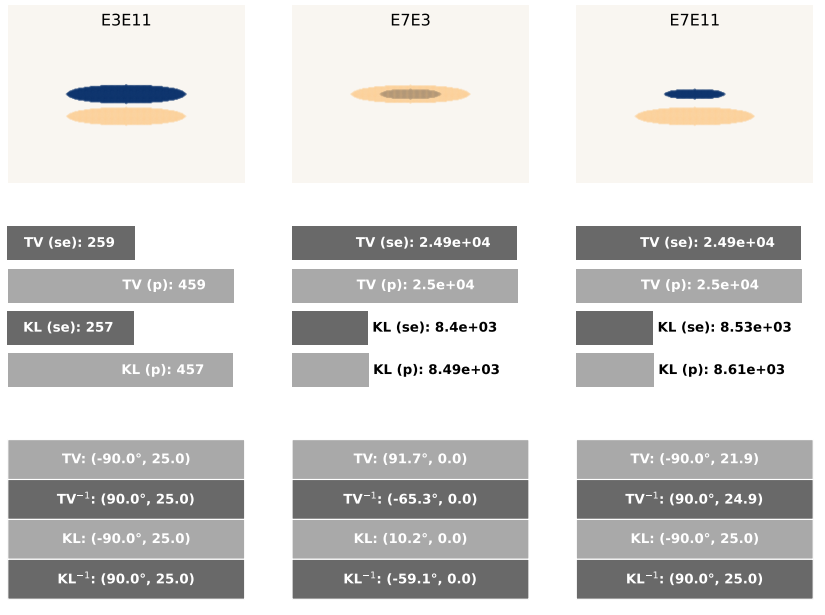 E3E11
E7E3
E7E11
TV (se): 259
TV (se): 2.49e+04
TV (se): 2.49e+04
TV (p): 459
TV (p): 2.5e+04
TV (p): 2.5e+04
KL (se): 257
KL (se): 8.4e+03
KL (se): 8.53e+03
KL (p): 457
KL (p): 8.49e+03
KL (p): 8.61e+03
TV: (-90.0°, 25.0)
TV: (91.7°, 0.0)
TV: (-90.0°, 21.9)
TV⁻¹: (90.0°, 25.0)
TV⁻¹: (-65.3°, 0.0)
TV⁻¹: (90.0°, 24.9)
KL: (-90.0°, 25.0)
KL: (10.2°, 0.0)
KL: (-90.0°, 25.0)
KL⁻¹: (90.0°, 25.0)
KL⁻¹: (-59.1°, 0.0)
KL⁻¹: (90.0°, 25.0)